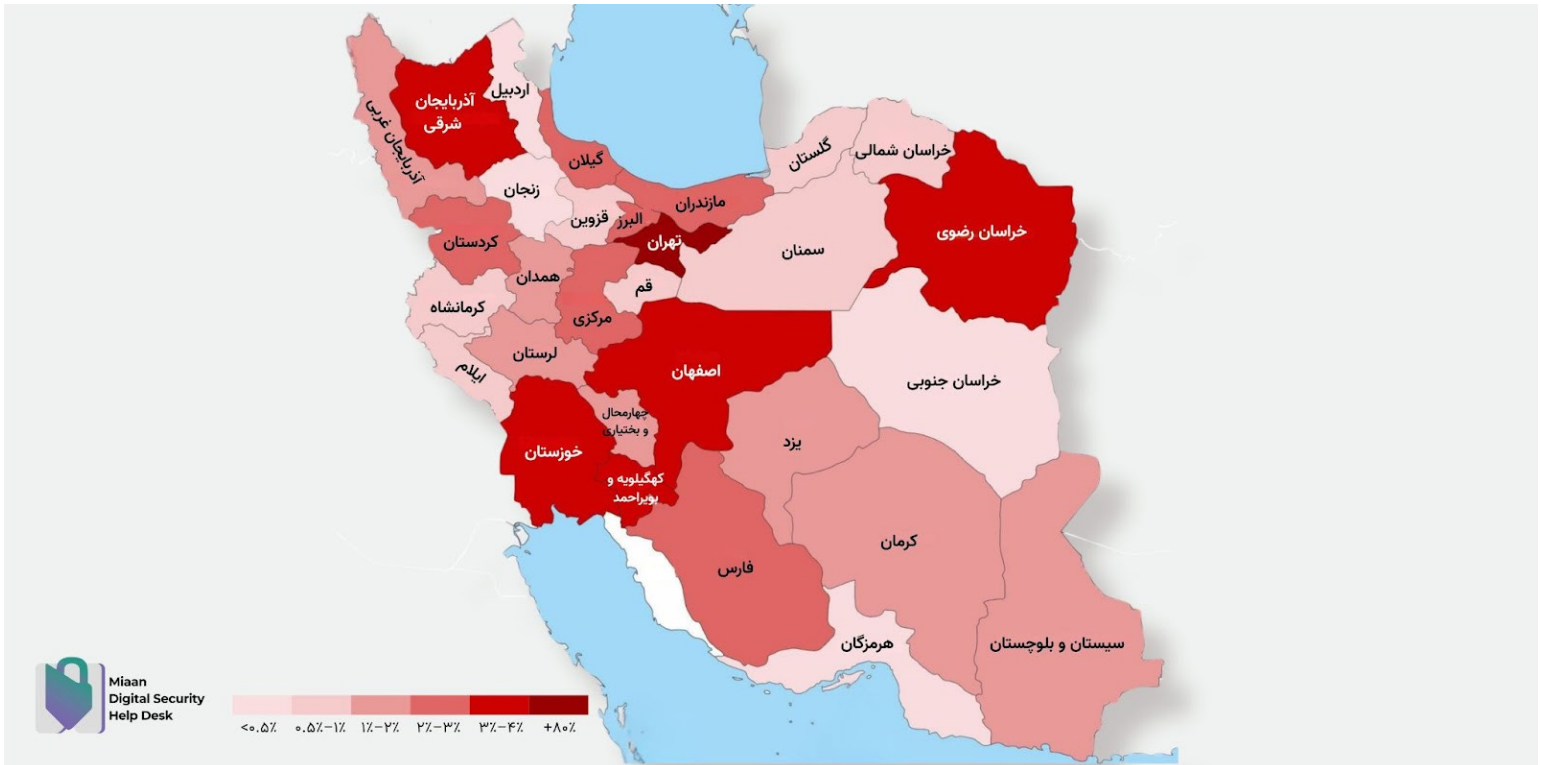 آذربایجان
شرقی
اردبیل
آذربایجان غربی
گیلان
زنجان
گلستان
خراسان شمالی
مازندران
البرز
قزوین
خراسان رضوی
تهران
کردستان
سمنان
همدان
قم
کرمانشاه
مرکزی
لرستان
ایلام
اصفهان
خراسان جنوبی
چهارمحال
و بختیاری
یزد
خوزستان
کهگیلویه و
بویراحمد
کرمان
فارس
هرمزگان
سیستان و بلوچستان
Miaan
Digital Security
Help Desk
<۰.۵٪ ۰.۵٪–۱٪ ۱٪–۲٪ ۲٪–۳٪ ۳٪–۴٪ +۸۰٪